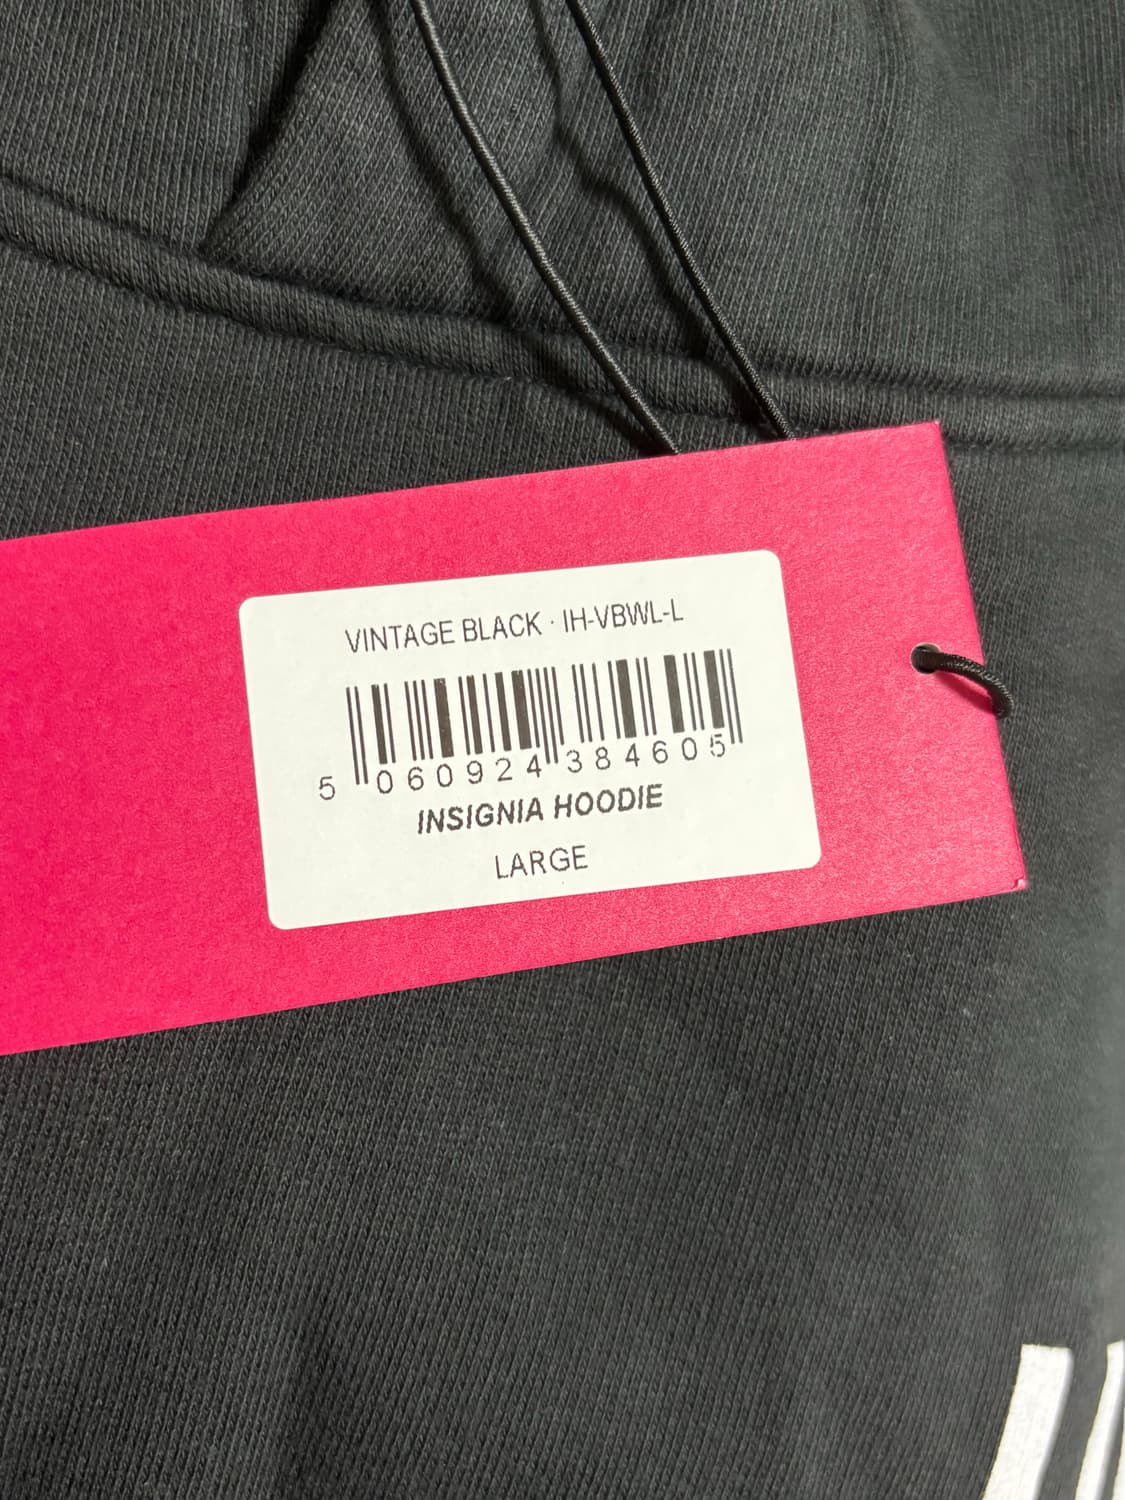 VINTAGE BLACK · IH-VBWL-L
5 060924 384605
INSIGNIA HOODIE
LARGE